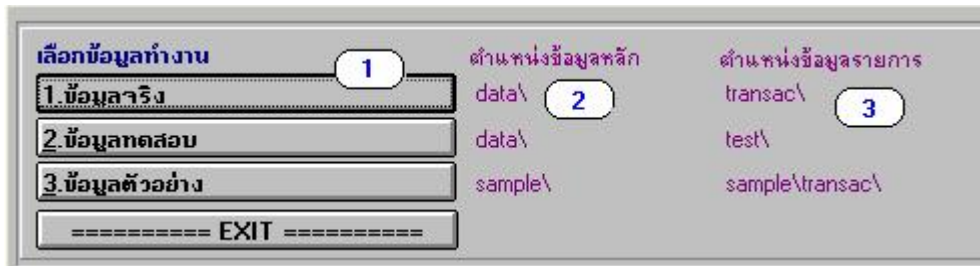 เลือกข้อมูลทำงาน 1 ตำแหน่งข้อมูลหลัก ตำแหน่งข้อมูลรายการ
1.ข้อมูลจริง data\ 2 transac\ 3
2.ข้อมูลทดสอบ data\ test\
3.ข้อมูลตัวอย่าง sample\ sample\transac\
========== EXIT ==========